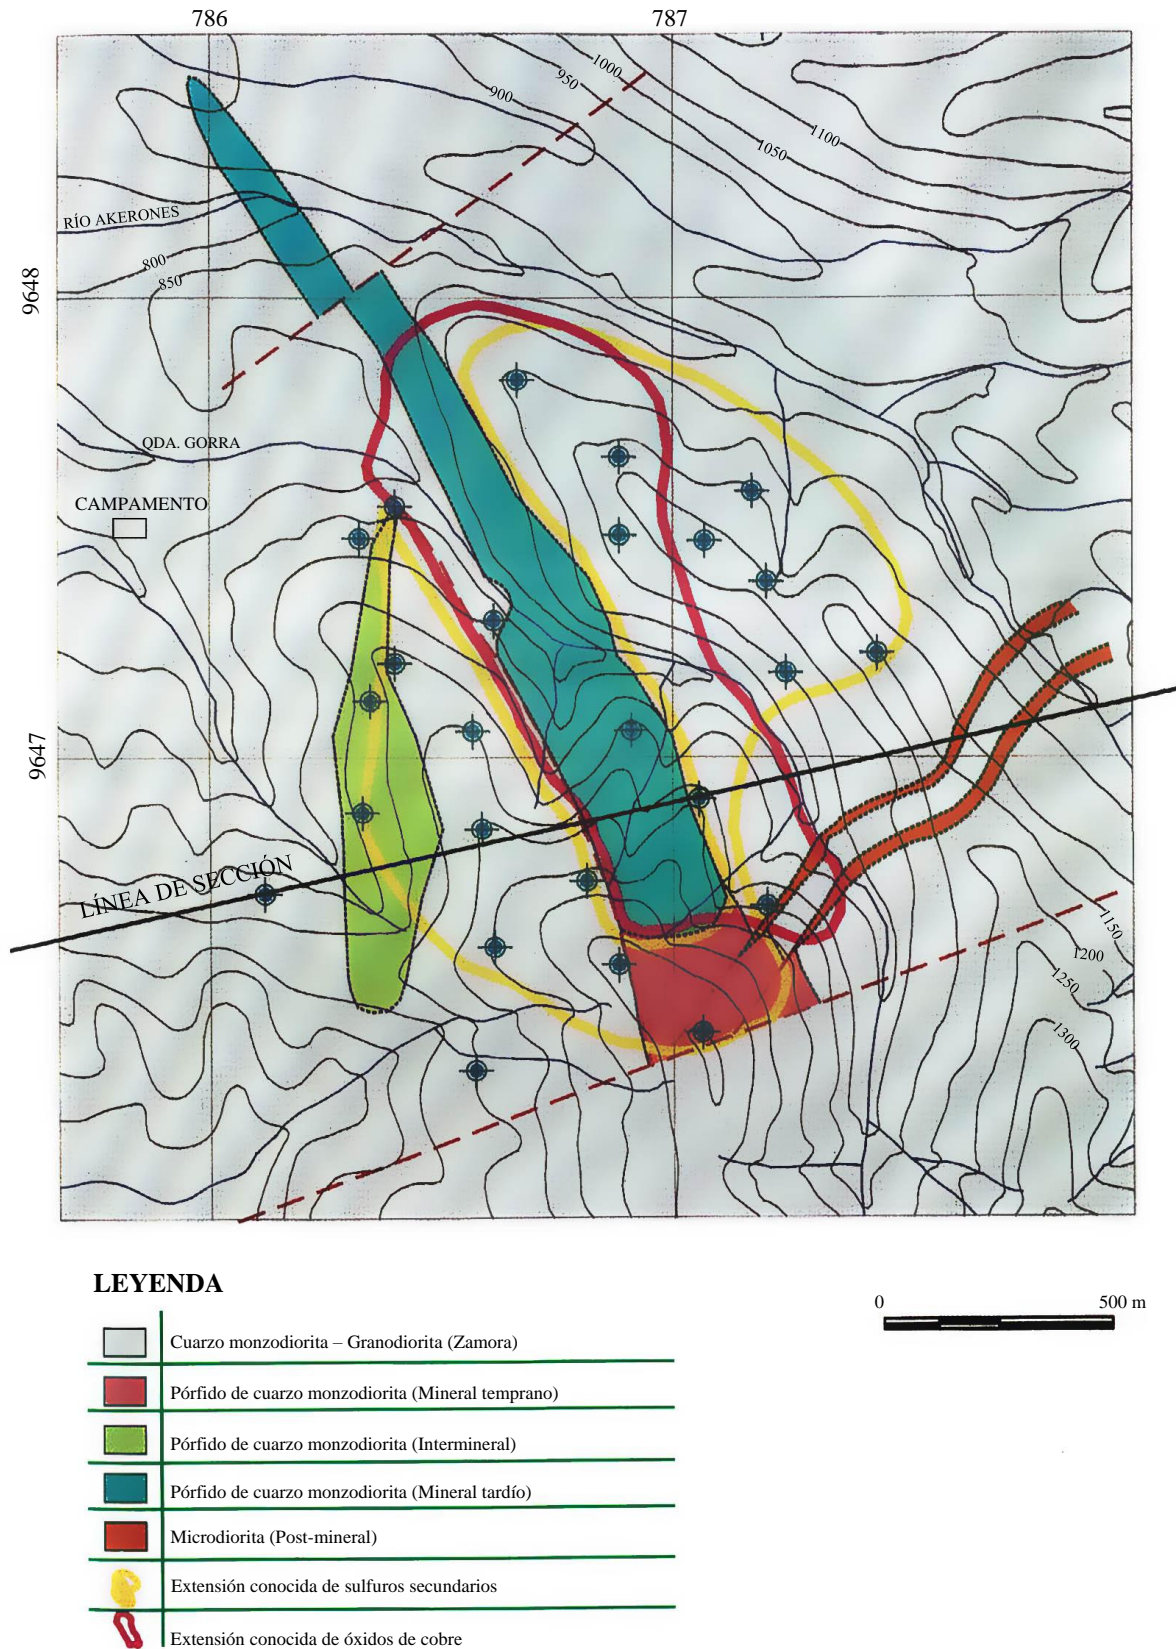 786
787
1000
950
900
1100
1050
RÍO AKERONES
800
850
9648
QDA. GORRA
CAMPAMENTO
9647
LÍNEA DE SECCIÓN
1150
1200
1250
1300
LEYENDA
0
500 m
Cuarzo monzodiorita – Granodiorita (Zamora)
Pórfido de cuarzo monzodiorita (Mineral temprano)
Pórfido de cuarzo monzodiorita (Intermineral)
Pórfido de cuarzo monzodiorita (Mineral tardío)
Microdiorita (Post-mineral)
Extensión conocida de sulfuros secundarios
Extensión conocida de óxidos de cobre